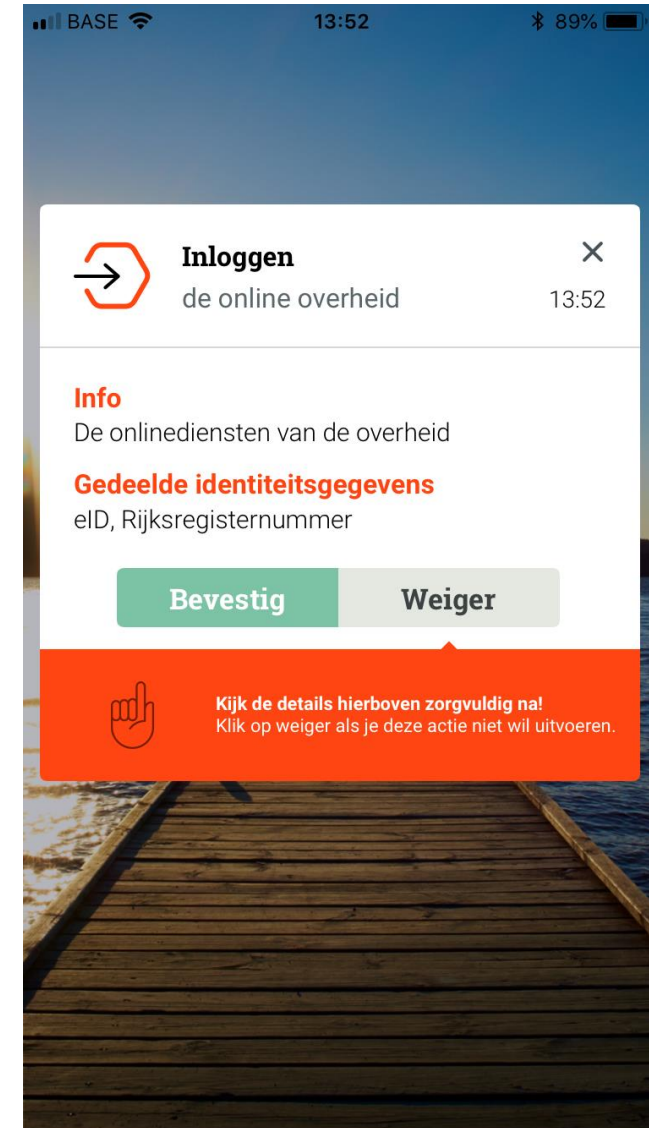 BASE 13:52 89%
Inloggen
de online overheid 13:52
Info
De onlinediensten van de overheid
Gedeelde identiteitsgegevens
eID, Rijksregisternummer
Bevestig Weiger
Kijk de details hierboven zorgvuldig na!
Klik op weiger als je deze actie niet wil uitvoeren.